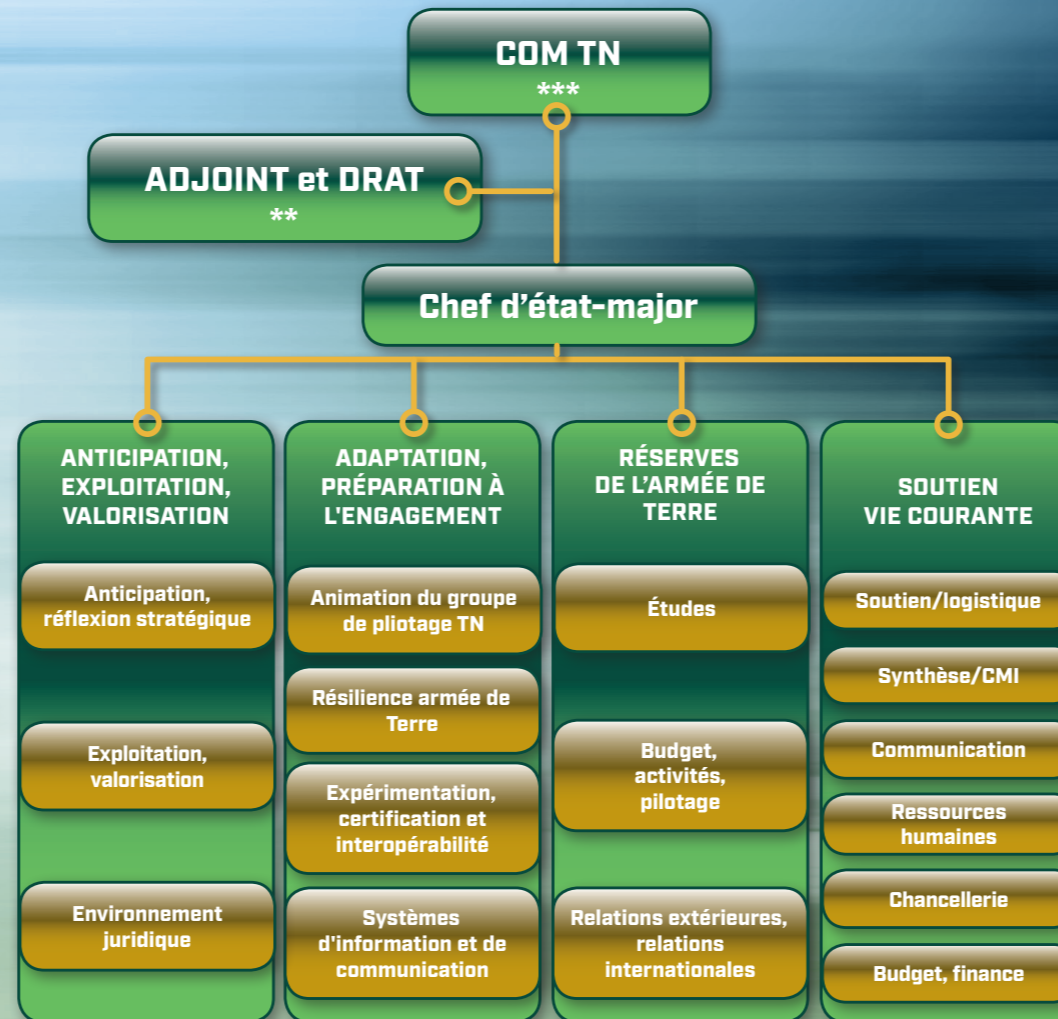 COM TN
***
ADJOINT et DRAT
**
Chef d'état-major
ANTICIPATION,
EXPLOITATION,
VALORISATION
Anticipation,
réflexion stratégique
Exploitation,
valorisation
Environnement
juridique
ADAPTATION,
PRÉPARATION À
L'ENGAGEMENT
Animation du groupe
de pliotage TN
Résilience armée de
Terre
Expérimentation,
certification et
interopérabilité
Systèmes
d'information et de
communication
RÉSERVES
DE L'ARMÉE DE
TERRE
Études
Budget,
activités,
pilotage
Relations extérieures,
relations
internationales
SOUTIEN
VIE COURANTE
Soutien/logistique
Synthèse/CMI
Communication
Ressources
humaines
Chancellerie
Budget, finance